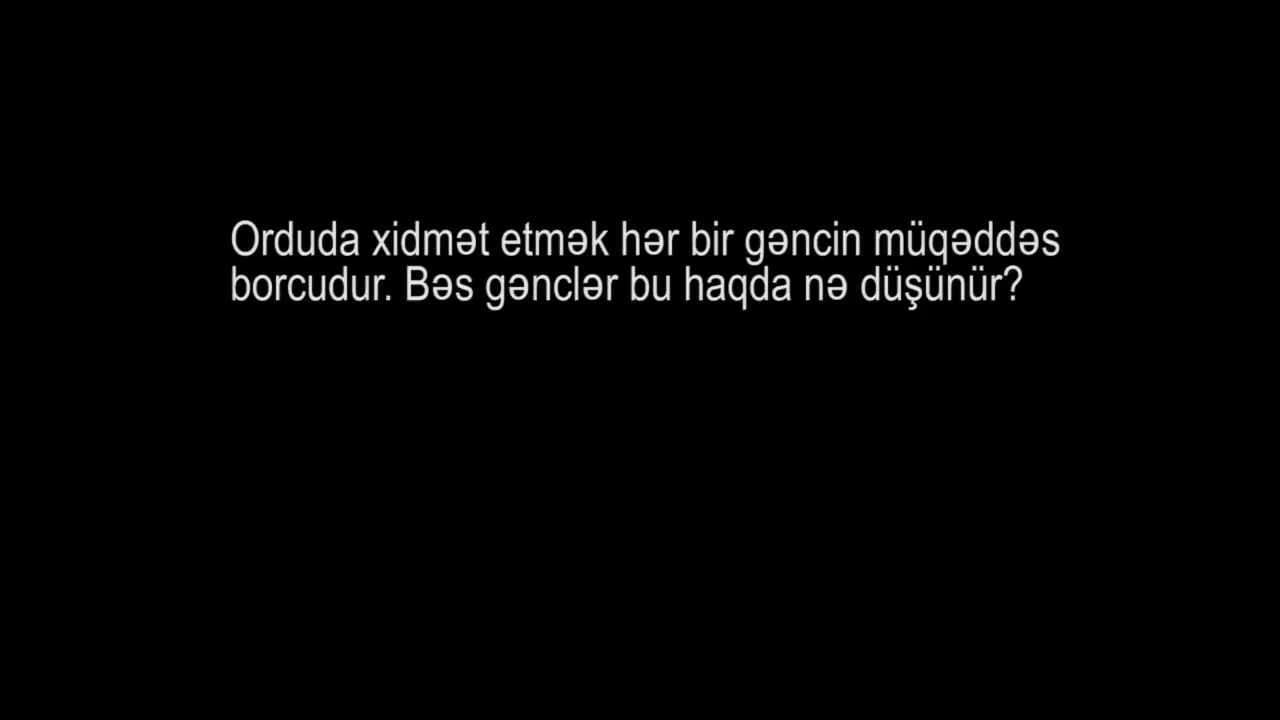 Orduda xidmət etmək hər bir gəncin müqəddəs
borcudur. Bəs gənclər bu haqda nə düşünür?